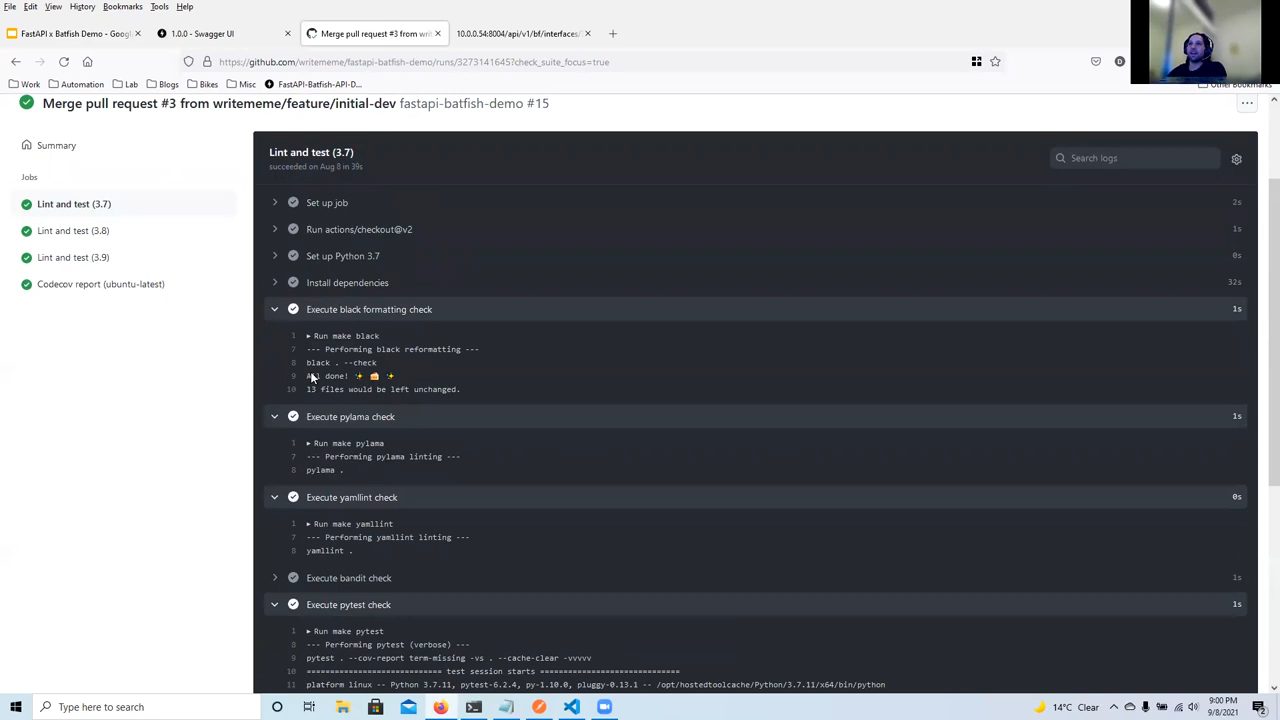 File Edit View History Bookmarks Tools Help
FastAPI x Batfish Demo - Goog
1.0.0 - Swagger UI
Merge pull request #3 from writ
10.0.0.54:8004/api/v1/bf/interfaces/
https://github.com/writememe/fastapi-batfish-demo/runs/3273141645?check_suite_focus=true
Work Automation Lab Blogs Bikes Misc FastAPI-Batfish-API-D... Other Bookmarks
Merge pull request #3 from writememe/feature/initial-dev fastapi-batfish-demo #15
Summary
Jobs
Lint and test (3.7)
Lint and test (3.8)
Lint and test (3.9)
Codecov report (ubuntu-latest)
Lint and test (3.7)
succeeded on Aug 8 in 39s
Search logs
Set up job 2s
Run actions/checkout@v2 1s
Set up Python 3.7 0s
Install dependencies 32s
Execute black formatting check 1s
1 Run make black
7 --- Performing black reformatting ---
8 black . --check
9 All done! ✨ 🍰 ✨
10 13 files would be left unchanged.
Execute pylama check 1s
1 Run make pylama
7 --- Performing pylama linting ---
8 pylama .
Execute yamllint check 0s
1 Run make yamllint
7 --- Performing yamllint linting ---
8 yamllint .
Execute bandit check 1s
Execute pytest check 1s
1 Run make pytest
8 --- Performing pytest (verbose) ---
9 pytest . --cov-report term-missing -vs . --cache-clear -vvvvv
10 ============================= test session starts ==============================
11 platform linux -- Python 3.7.11, pytest-6.2.4, py-1.10.0, pluggy-0.13.1 -- /opt/hostedtoolcache/Python/3.7.11/x64/bin/python
Type here to search
14°C Clear
9:00 PM
9/8/2021
2